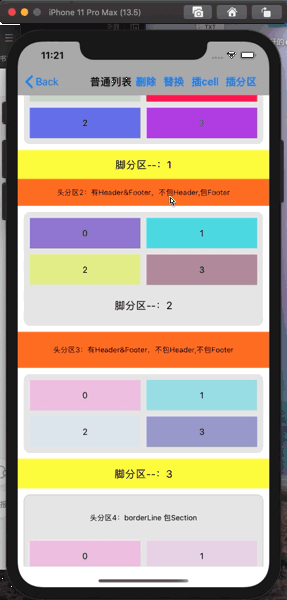 iPhone 11 Pro Max (13.5)
11:21
Back 普通列表 剔除 替换 插cell 插分区
2 3
脚分区--：1
头分区2：有Header&Footer、不包Header,包Footer
0 1
2 3
脚分区--：2
头分区3：有Header&Footer、不包Header,不包Footer
0 1
2 3
脚分区--：3
头分区4：borderLine 包Section
0 1